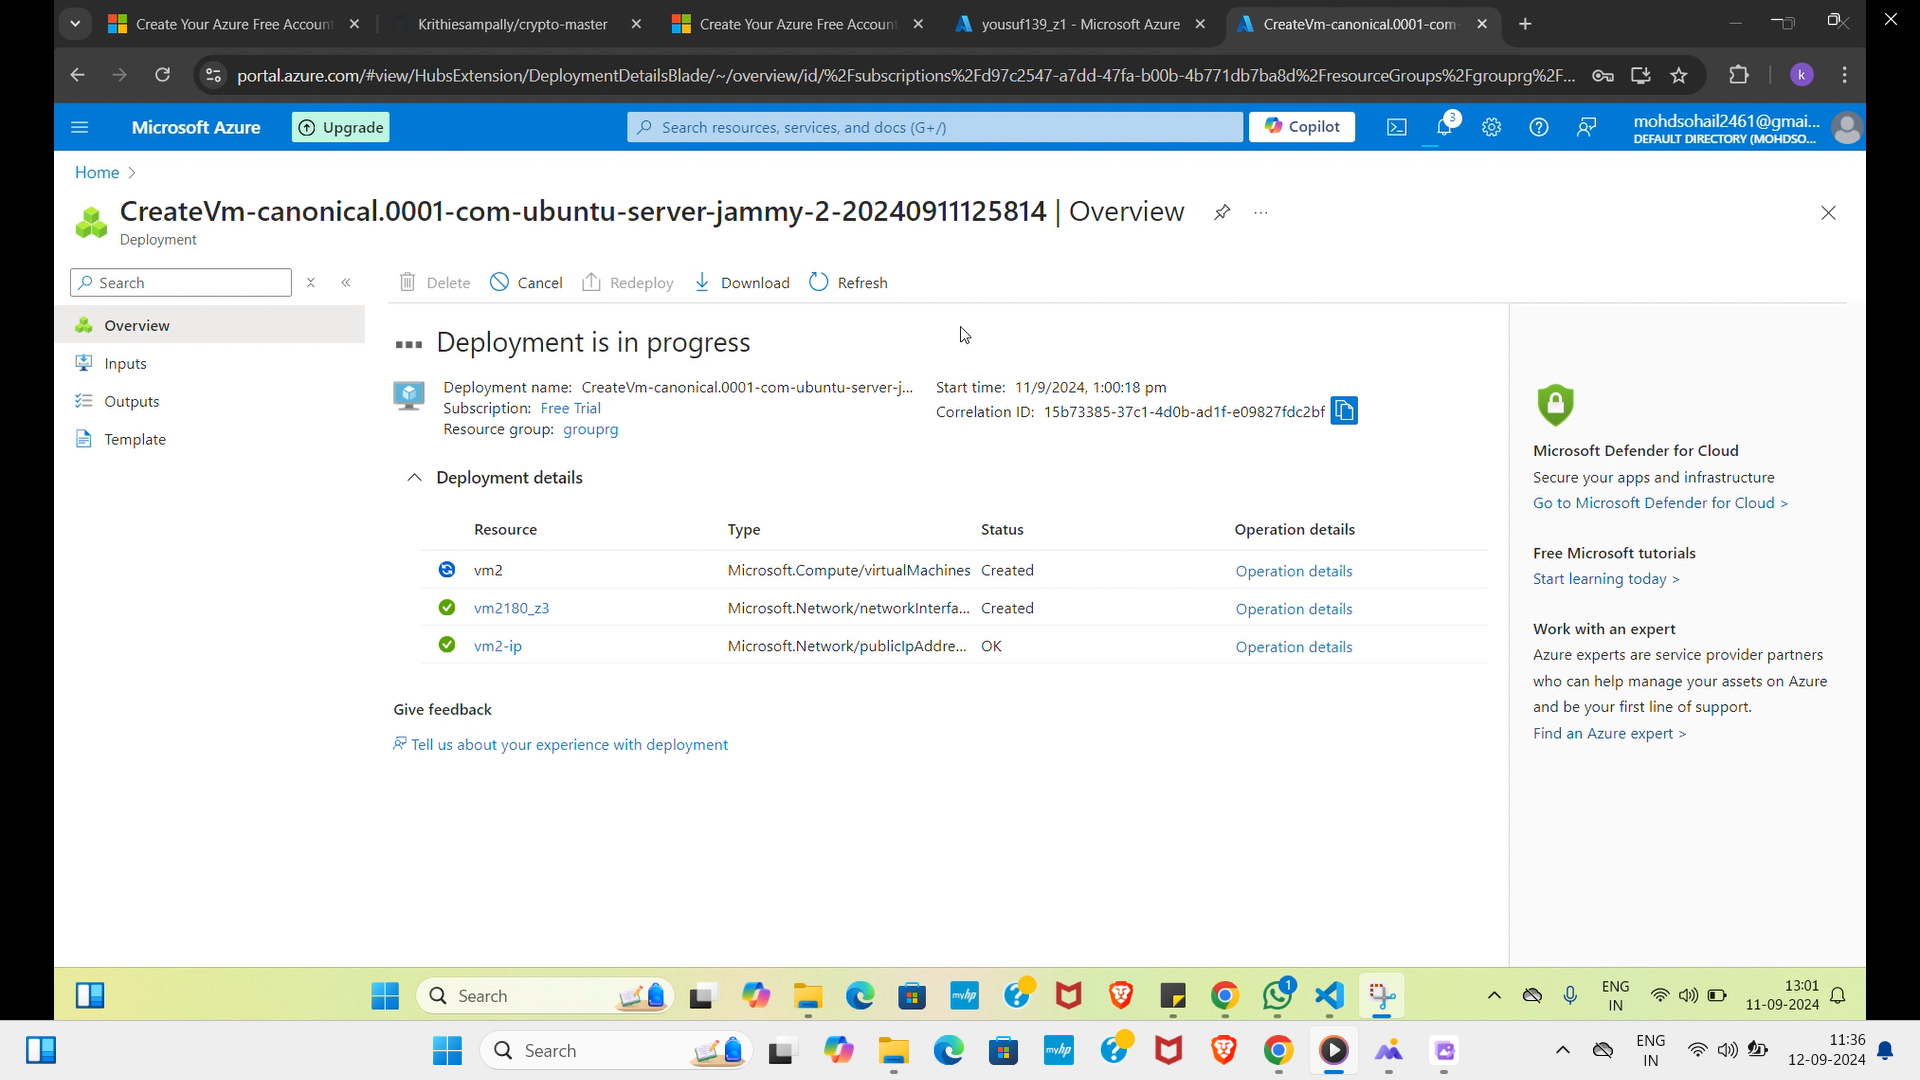 Create Your Azure Free Accoun
Krithiesampally/crypto-master
Create Your Azure Free Accoun
yousuf139_z1 - Microsoft Azure
CreateVm-canonical.0001-com-
portal.azure.com/#view/HubsExtension/DeploymentDetailsBlade/~/overview/id/%2Fsubscriptions%2Fd97c2547-a7dd-47fa-b00b-4b771db7ba8d%2FresourceGroups%2Fgrouprg%2F...
k
Microsoft Azure
Upgrade
Search resources, services, and docs (G+/)
Copilot
3
mohdsohail2461@gmai...
DEFAULT DIRECTORY (MOHDSO...
Home >
CreateVm-canonical.0001-com-ubuntu-server-jammy-2-20240911125814 | Overview
Deployment
Search
Delete
Cancel
Redeploy
Download
Refresh
Overview
Inputs
Outputs
Template
Deployment is in progress
Deployment name: CreateVm-canonical.0001-com-ubuntu-server-j...
Subscription: Free Trial
Resource group: grouprg
Start time: 11/9/2024, 1:00:18 pm
Correlation ID: 15b73385-37c1-4d0b-ad1f-e09827fdc2bf
Deployment details
Resource Type Status Operation details
vm2 Microsoft.Compute/virtualMachines Created Operation details
vm2180_z3 Microsoft.Network/networkInterfa... Created Operation details
vm2-ip Microsoft.Network/publicIpAddre... OK Operation details
Give feedback
Tell us about your experience with deployment
Microsoft Defender for Cloud
Secure your apps and infrastructure
Go to Microsoft Defender for Cloud >
Free Microsoft tutorials
Start learning today >
Work with an expert
Azure experts are service provider partners
who can help manage your assets on Azure
and be your first line of support.
Find an Azure expert >
Search
myhp
1
ENG
IN
13:01
11-09-2024
Search
myhp
ENG
IN
11:36
12-09-2024